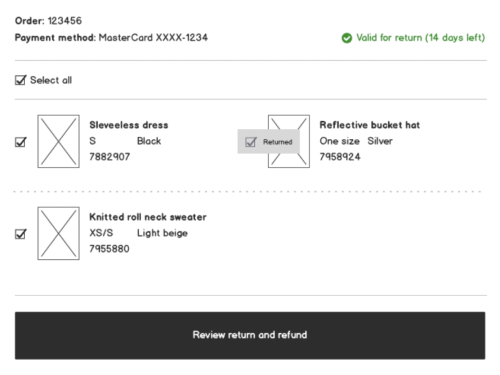 Order: 123456
Payment method: MasterCard XXXX-1234
Valid for return (14 days left)
Select all
Sleveeless dress
S Black
7882907
Returned
Reflective bucket hat
One size Silver
7958924
Knitted roll neck sweater
XS/S Light beige
7955880
Review return and refund